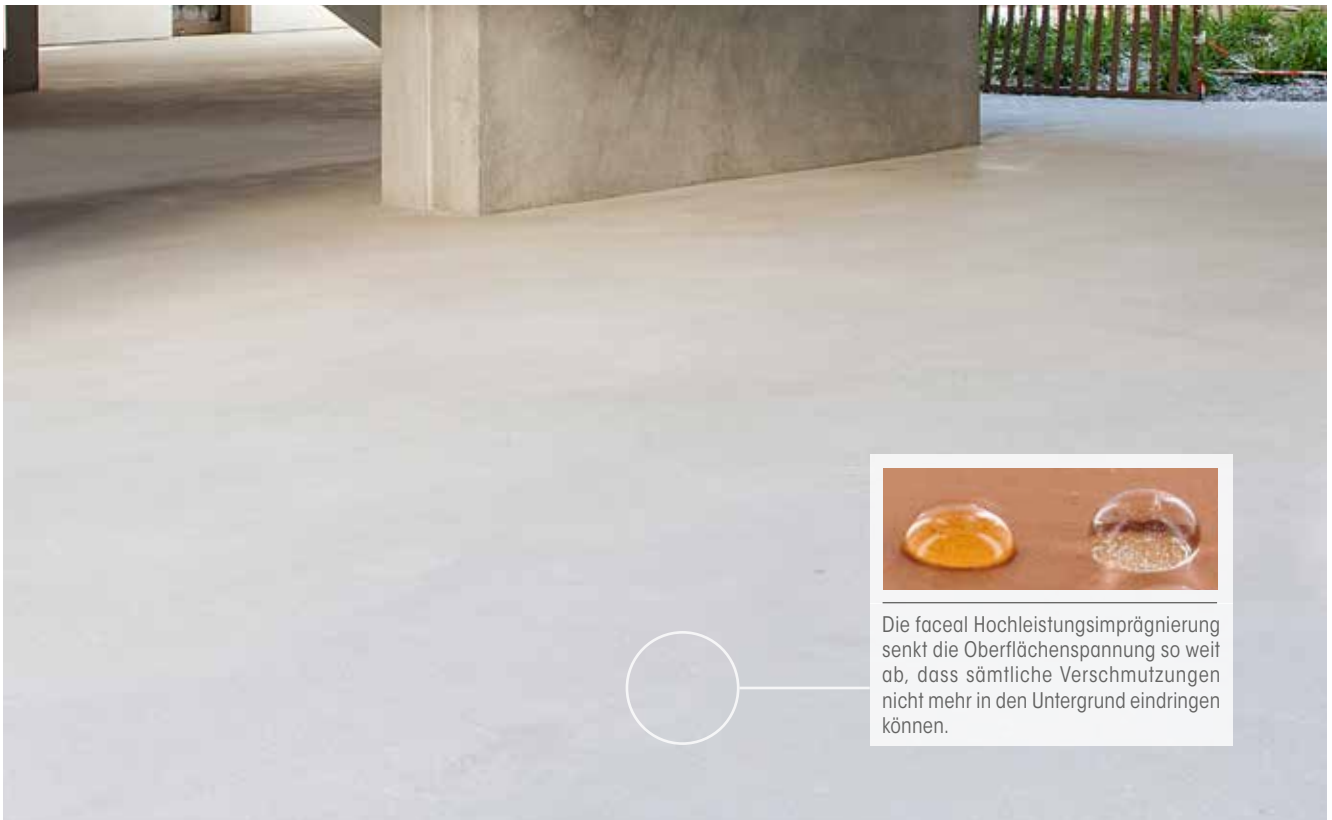 Die faceal Hochleistungsimprägnierung
senkt die Oberflächenspannung so weit
ab, dass sämtliche Verschmutzungen
nicht mehr in den Untergrund eindringen
können.